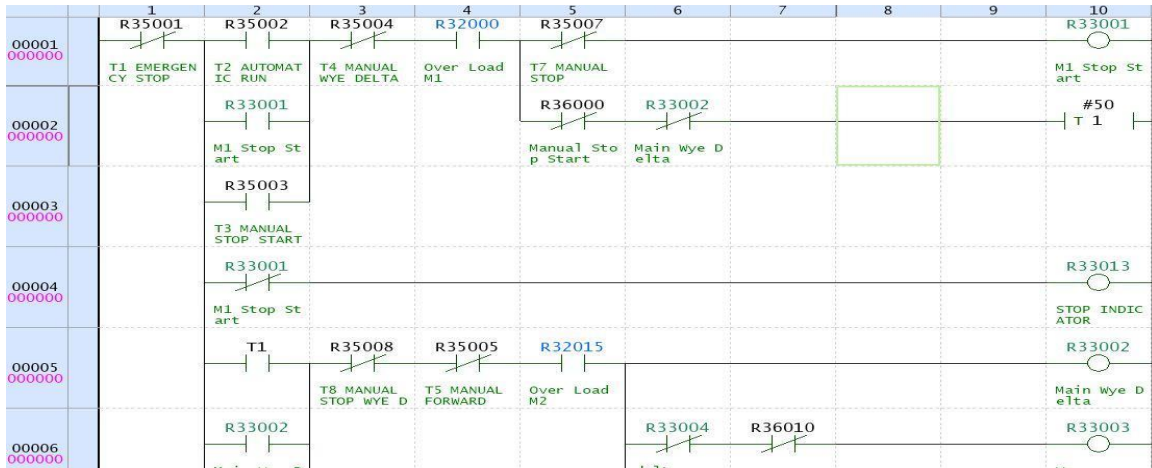 1 2 3 4 5 6 7 8 9 10
R35001 R35002 R35004 R32000 R35007 R33001
00001
000000
T1 EMERGEN T2 AUTOMAT T4 MANUAL Over Load T7 MANUAL M1 Stop St
CY STOP IC RUN WYE DELTA M1 STOP art
R33001 R36000 R33002 #50
00002 T 1
000000
M1 Stop St Manual Sto Main Wye D
art p Start elta
R35003
00003
000000
T3 MANUAL
STOP START
R33001 R33013
00004
000000
M1 Stop St STOP INDIC
art ATOR
T1 R35008 R35005 R32015 R33002
00005
000000
T8 MANUAL T5 MANUAL Over Load Main Wye D
STOP WYE D FORWARD M2 elta
R33002 R33004 R36010 R33003
00006
000000